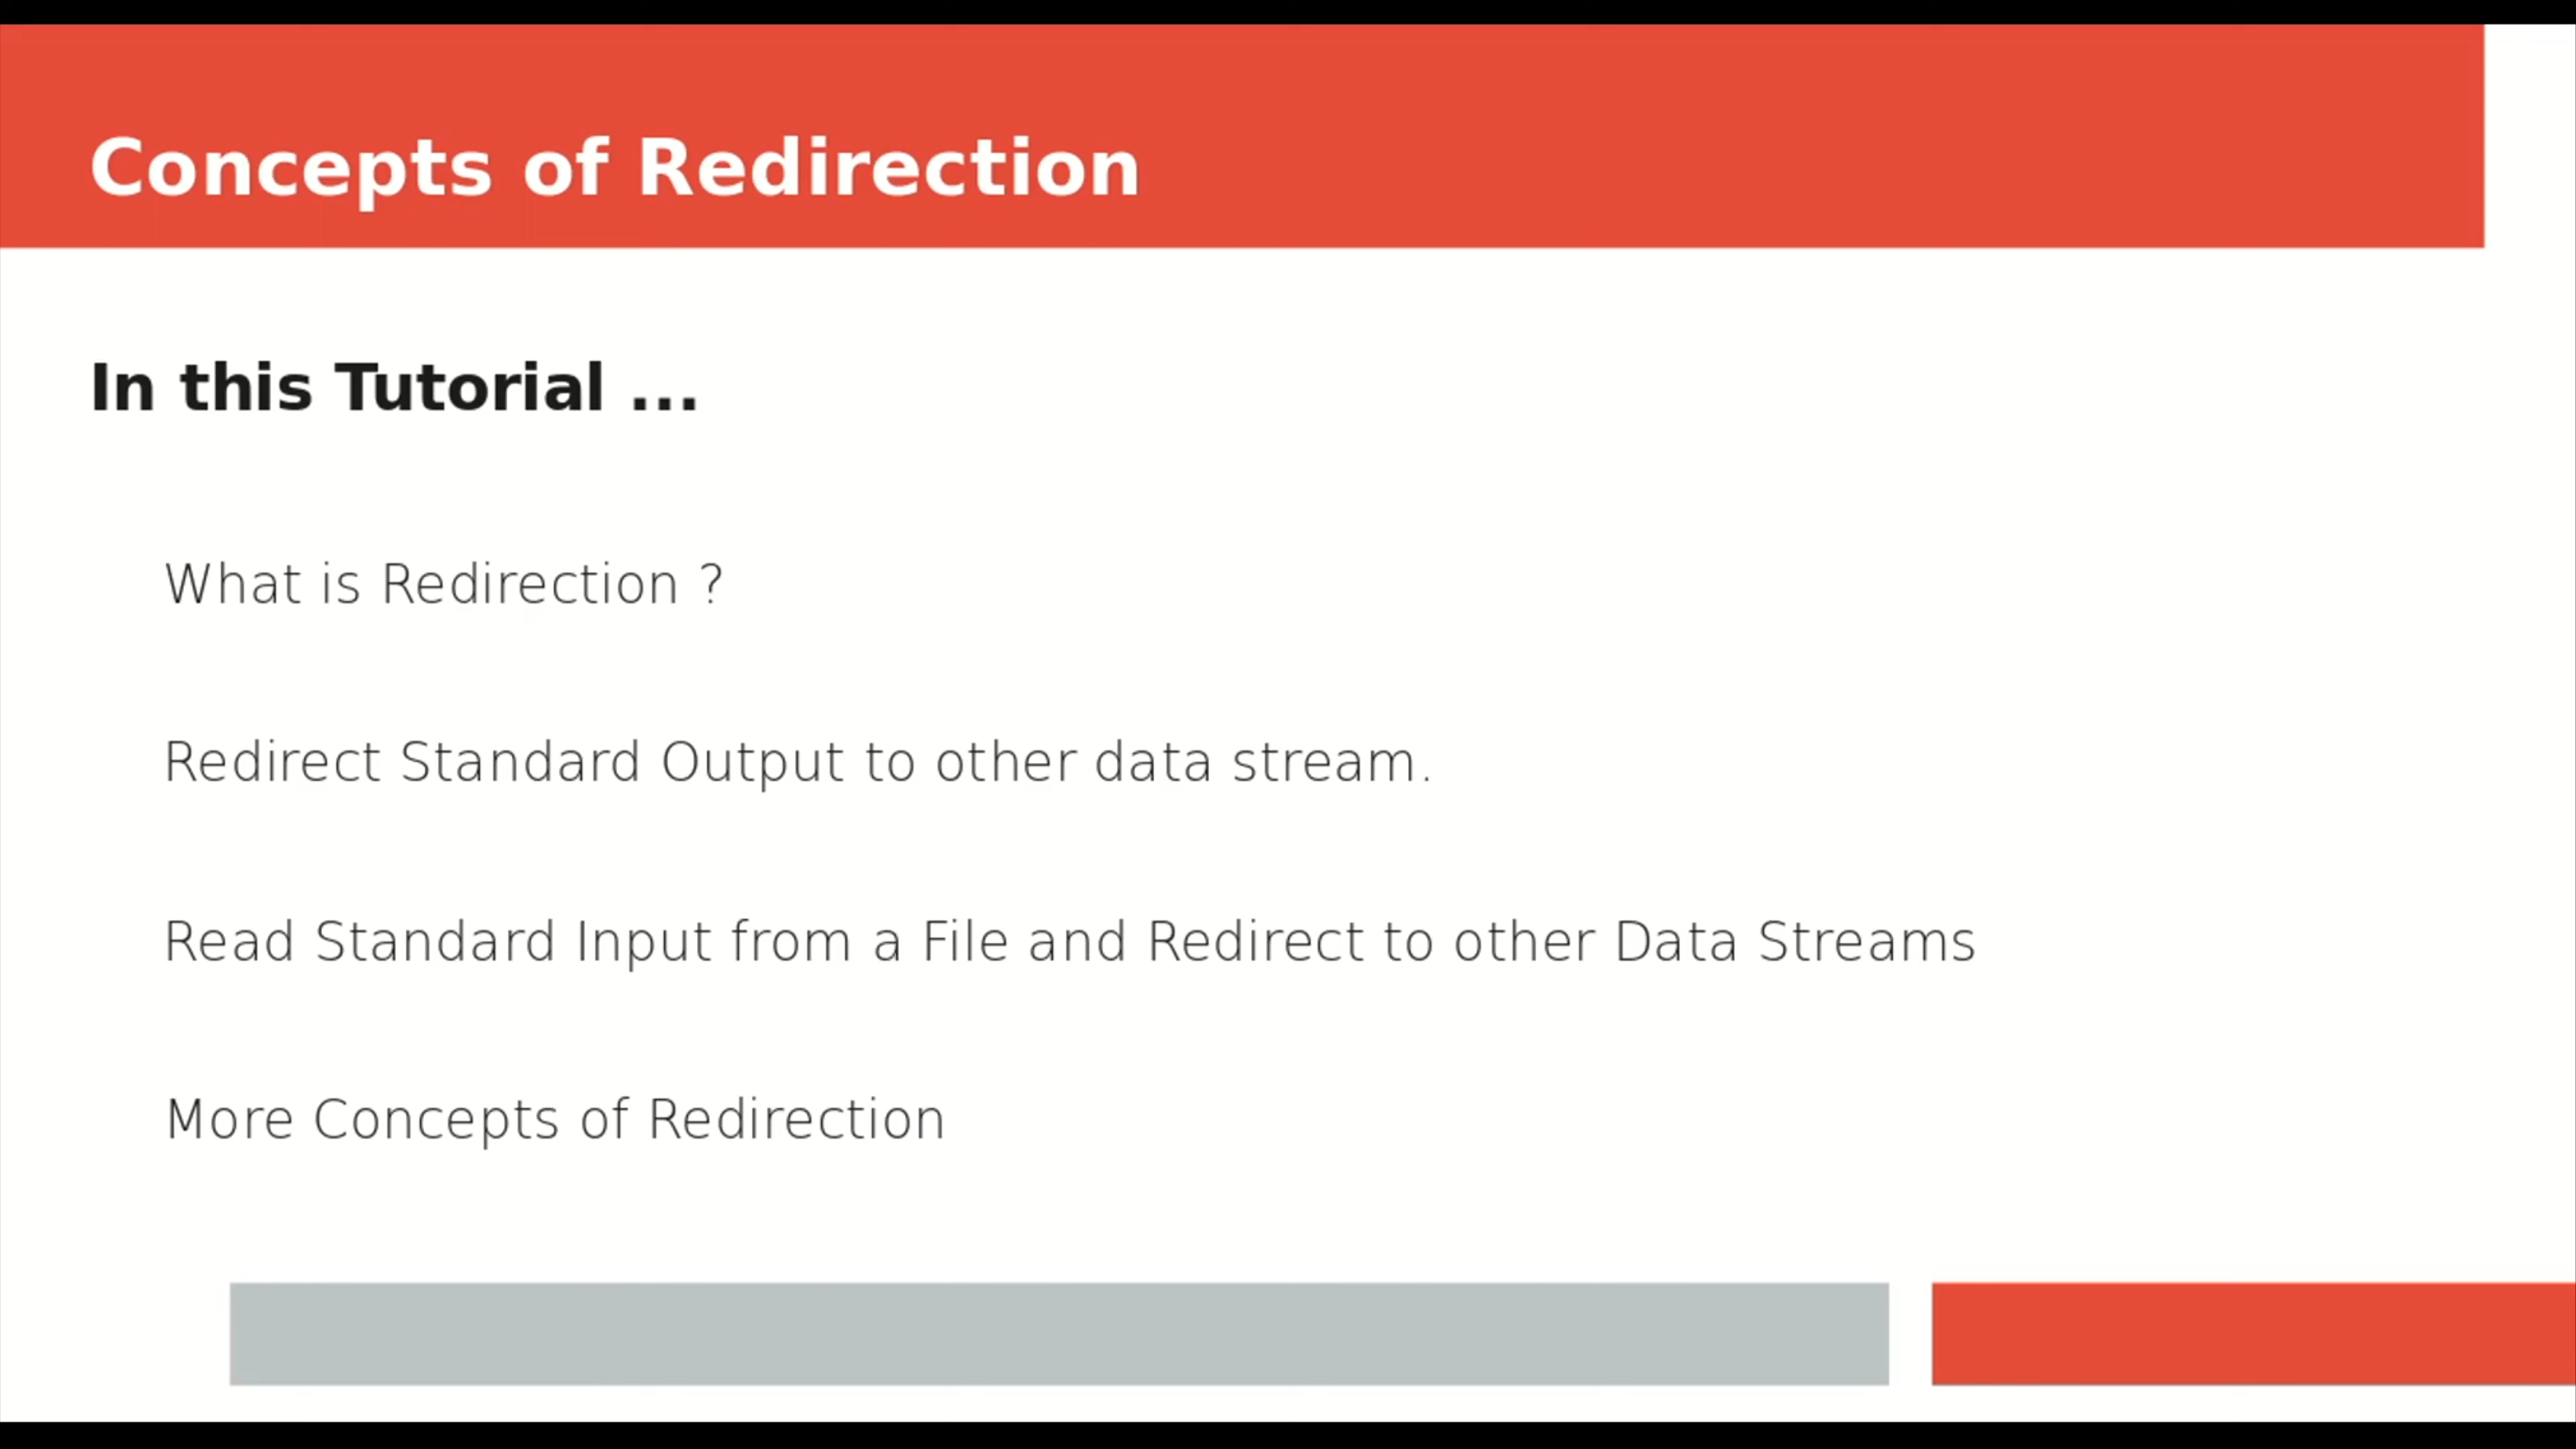 Concepts of Redirection
In this Tutorial ...
What is Redirection ?
Redirect Standard Output to other data stream.
Read Standard Input from a File and Redirect to other Data Streams
More Concepts of Redirection